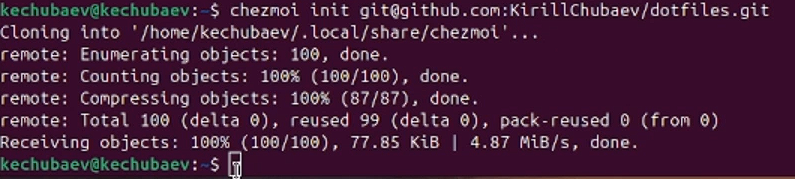 kechubaev@kechubaev:~$ chezmoi init git@github.com:KirillChubaev/dotfiles.git
Cloning into '/home/kechubaev/.local/share/chezmoi'...
remote: Enumerating objects: 100, done.
remote: Counting objects: 100% (100/100), done.
remote: Compressing objects: 100% (87/87), done.
remote: Total 100 (delta 0), reused 99 (delta 0), pack-reused 0 (from 0)
Receiving objects: 100% (100/100), 77.85 KiB | 4.87 MiB/s, done.
kechubaev@kechubaev:~$